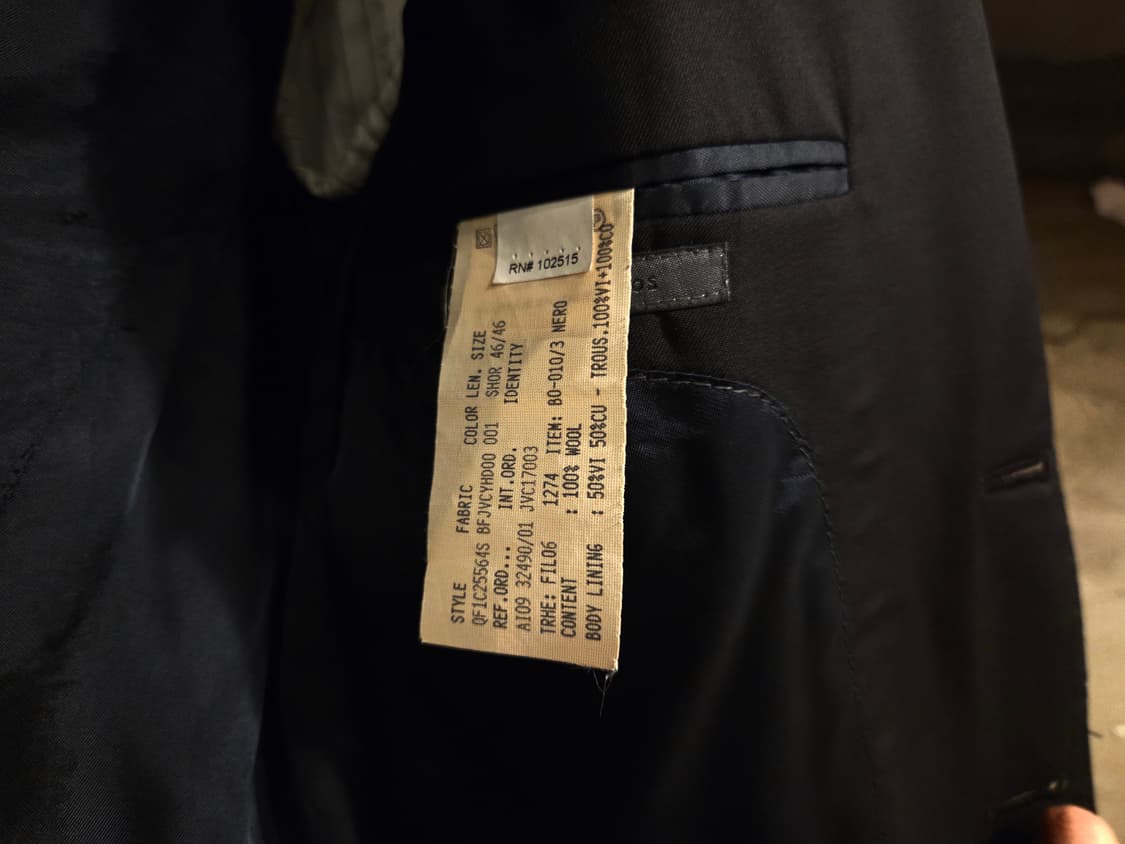 RN# 102515
STYLE FABRIC COLOR LEN. SIZE
QF1C25564S BFJVCYHD00 001 SHOR 46/46
REF.ORD... INT.ORD. IDENTITY
AI09 32490/01 JVC17003
TRHE: FIL06 1274 ITEM: BO-010/3 NERO
CONTENT : 100% WOOL
BODY LINING : 50%VI 50%CU - TROUS.100%VI+100%CO